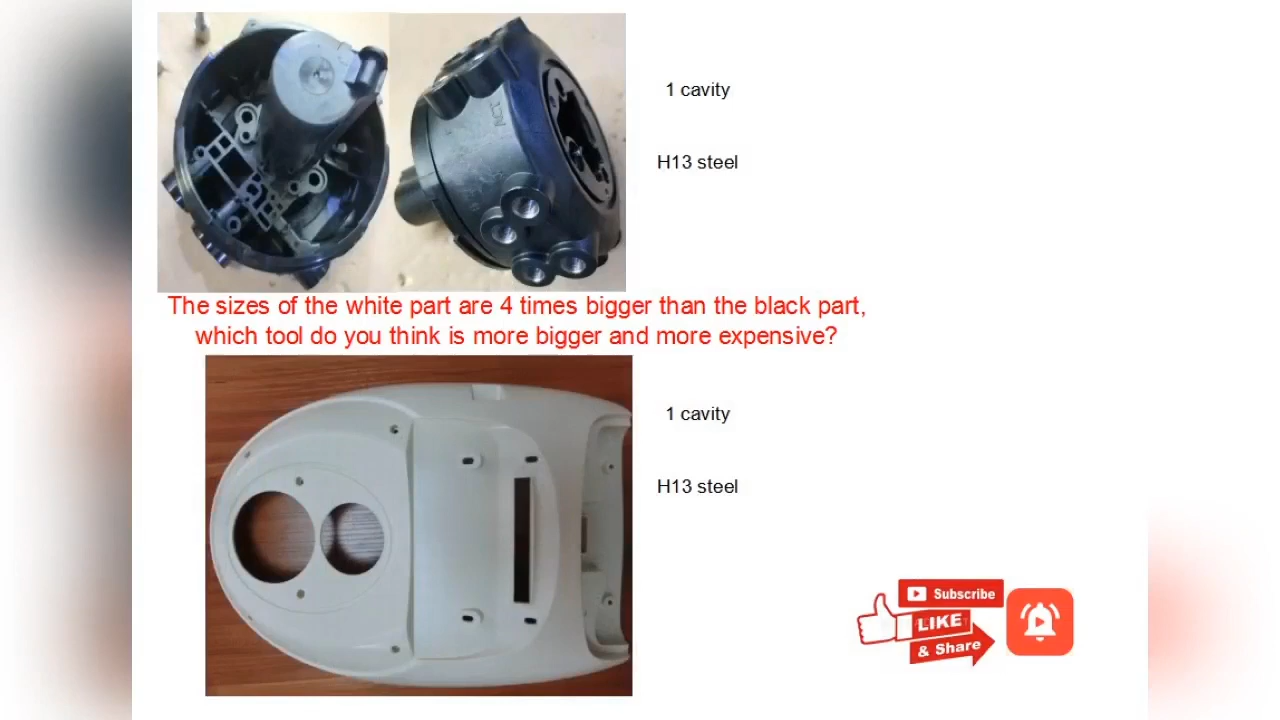 1 cavity
H13 steel
The sizes of the white part are 4 times bigger than the black part,
which tool do you think is more bigger and more expensive?
1 cavity
H13 steel
Subscribe
LIKE
& Share